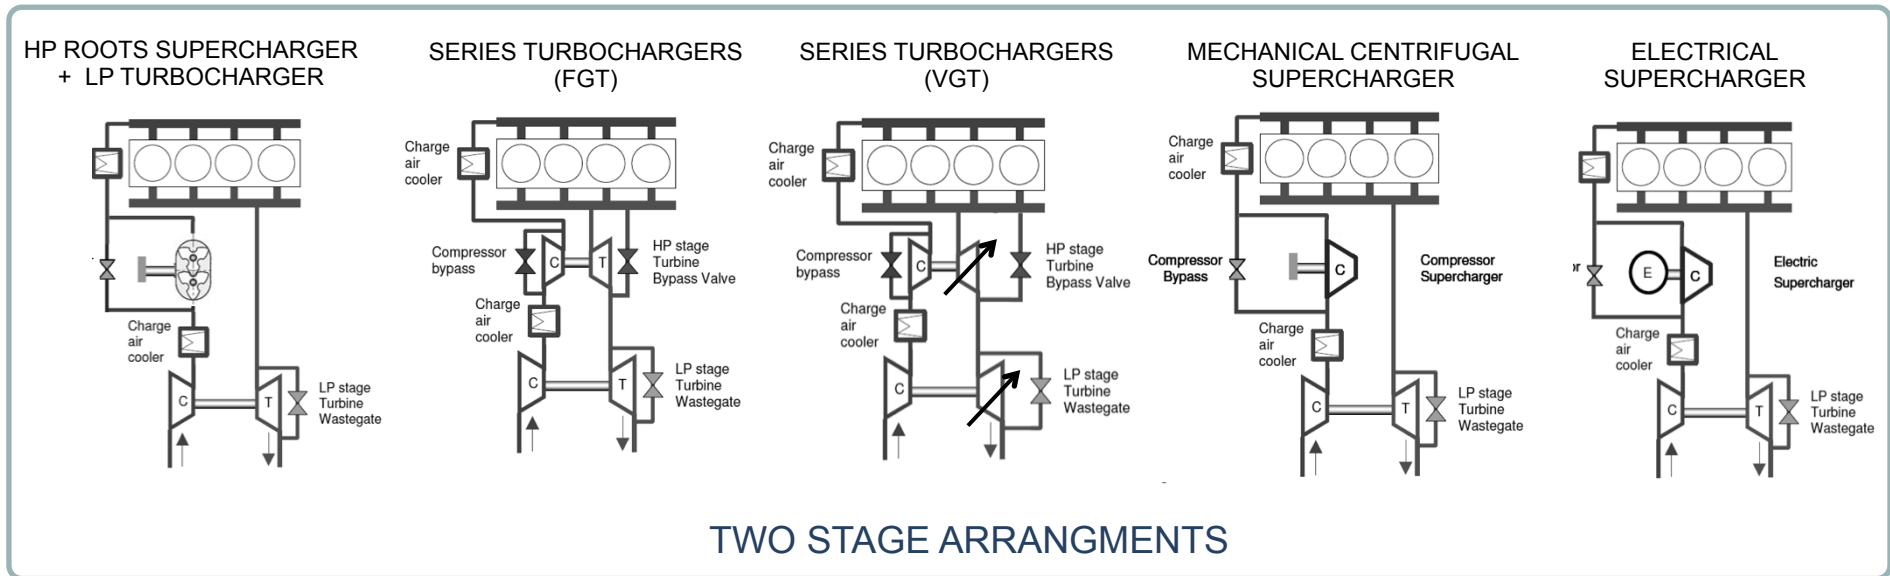 HP ROOTS SUPERCHARGER
+ LP TURBOCHARGER
Charge
air
cooler
C
T
LP stage
Turbine
Wastegate
SERIES TURBOCHARGERS
(FGT)
Charge
air
cooler
Compressor
bypass
C
T
HP stage
Turbine
Bypass Valve
Charge
air
cooler
C
T
LP stage
Turbine
Wastegate
SERIES TURBOCHARGERS
(VGT)
Charge
air
cooler
Compressor
bypass
C
HP stage
Turbine
Bypass Valve
Charge
air
cooler
C
LP stage
Turbine
Wastegate
MECHANICAL CENTRIFUGAL
SUPERCHARGER
Charge
air
cooler
Compressor
Bypass
C
Compressor
Supercharger
Charge
air
cooler
C
T
LP stage
Turbine
Wastegate
ELECTRICAL
SUPERCHARGER
E
C
Electric
Supercharger
Charge
air
cooler
C
T
LP stage
Turbine
Wastegate
TWO STAGE ARRANGMENTS